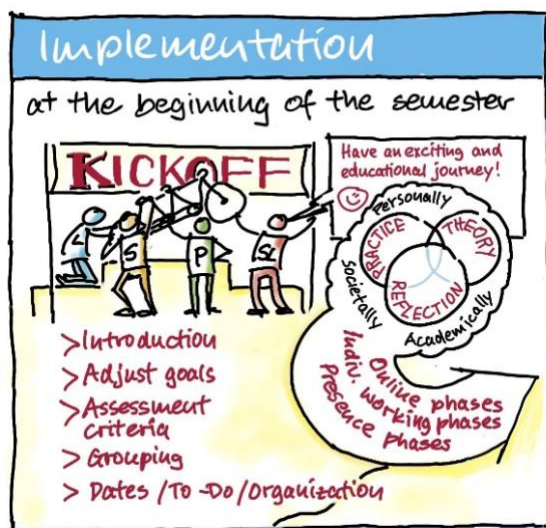 Implementation
at the beginning of the semester
KICKOFF
Have an exciting and
educational journey!
L
S
P
SL
Personally
PRACTICE
THEORY
REFLECTION
Societally
Academically
Online phases
Indiv. working phases
Presence phases
> Introduction
> Adjust goals
> Assessment
criteria
> Grouping
> Dates / To-Do / Organization